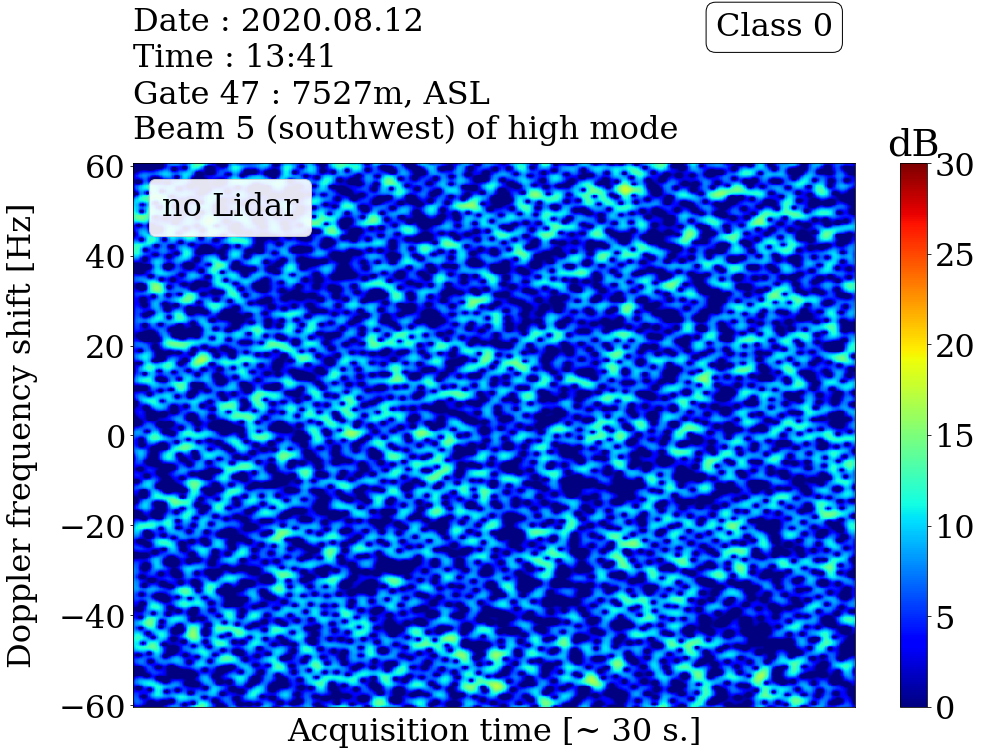 Date : 2020.08.12
Time : 13:41
Gate 47 : 7527m, ASL
Beam 5 (southwest) of high mode
Class 0
dB
no Lidar
Doppler frequency shift [Hz]
60
40
20
0
−20
−40
−60
Acquisition time [~ 30 s.]
30
25
20
15
10
5
0